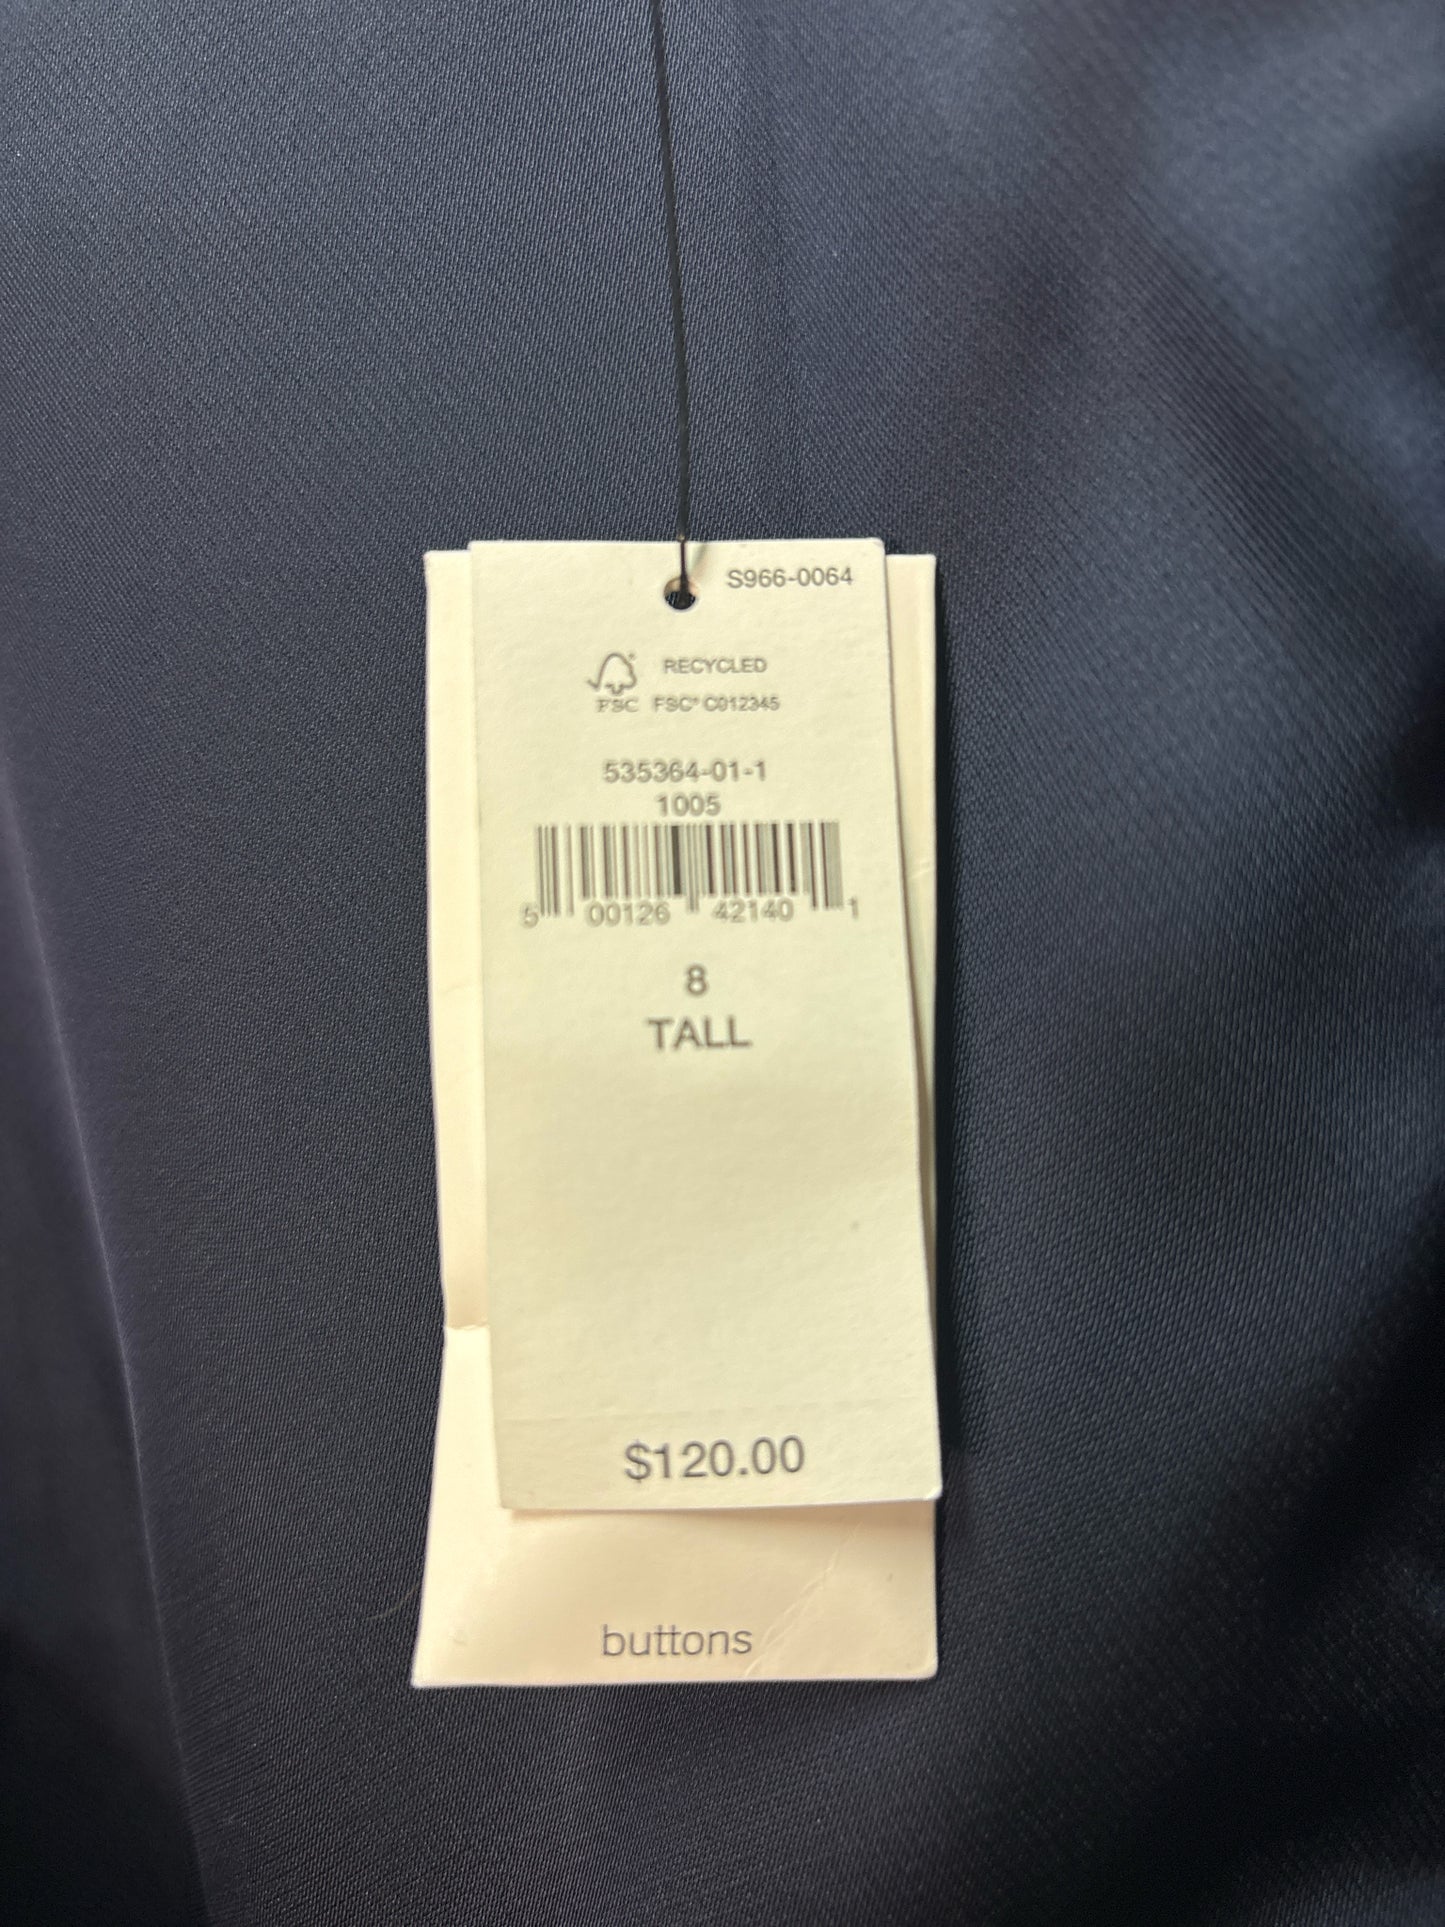 S966-0064
RECYCLED
FSC FSC® C012345
535364-01-1
1005
5 00126 42140 1
8
TALL
$120.00
buttons